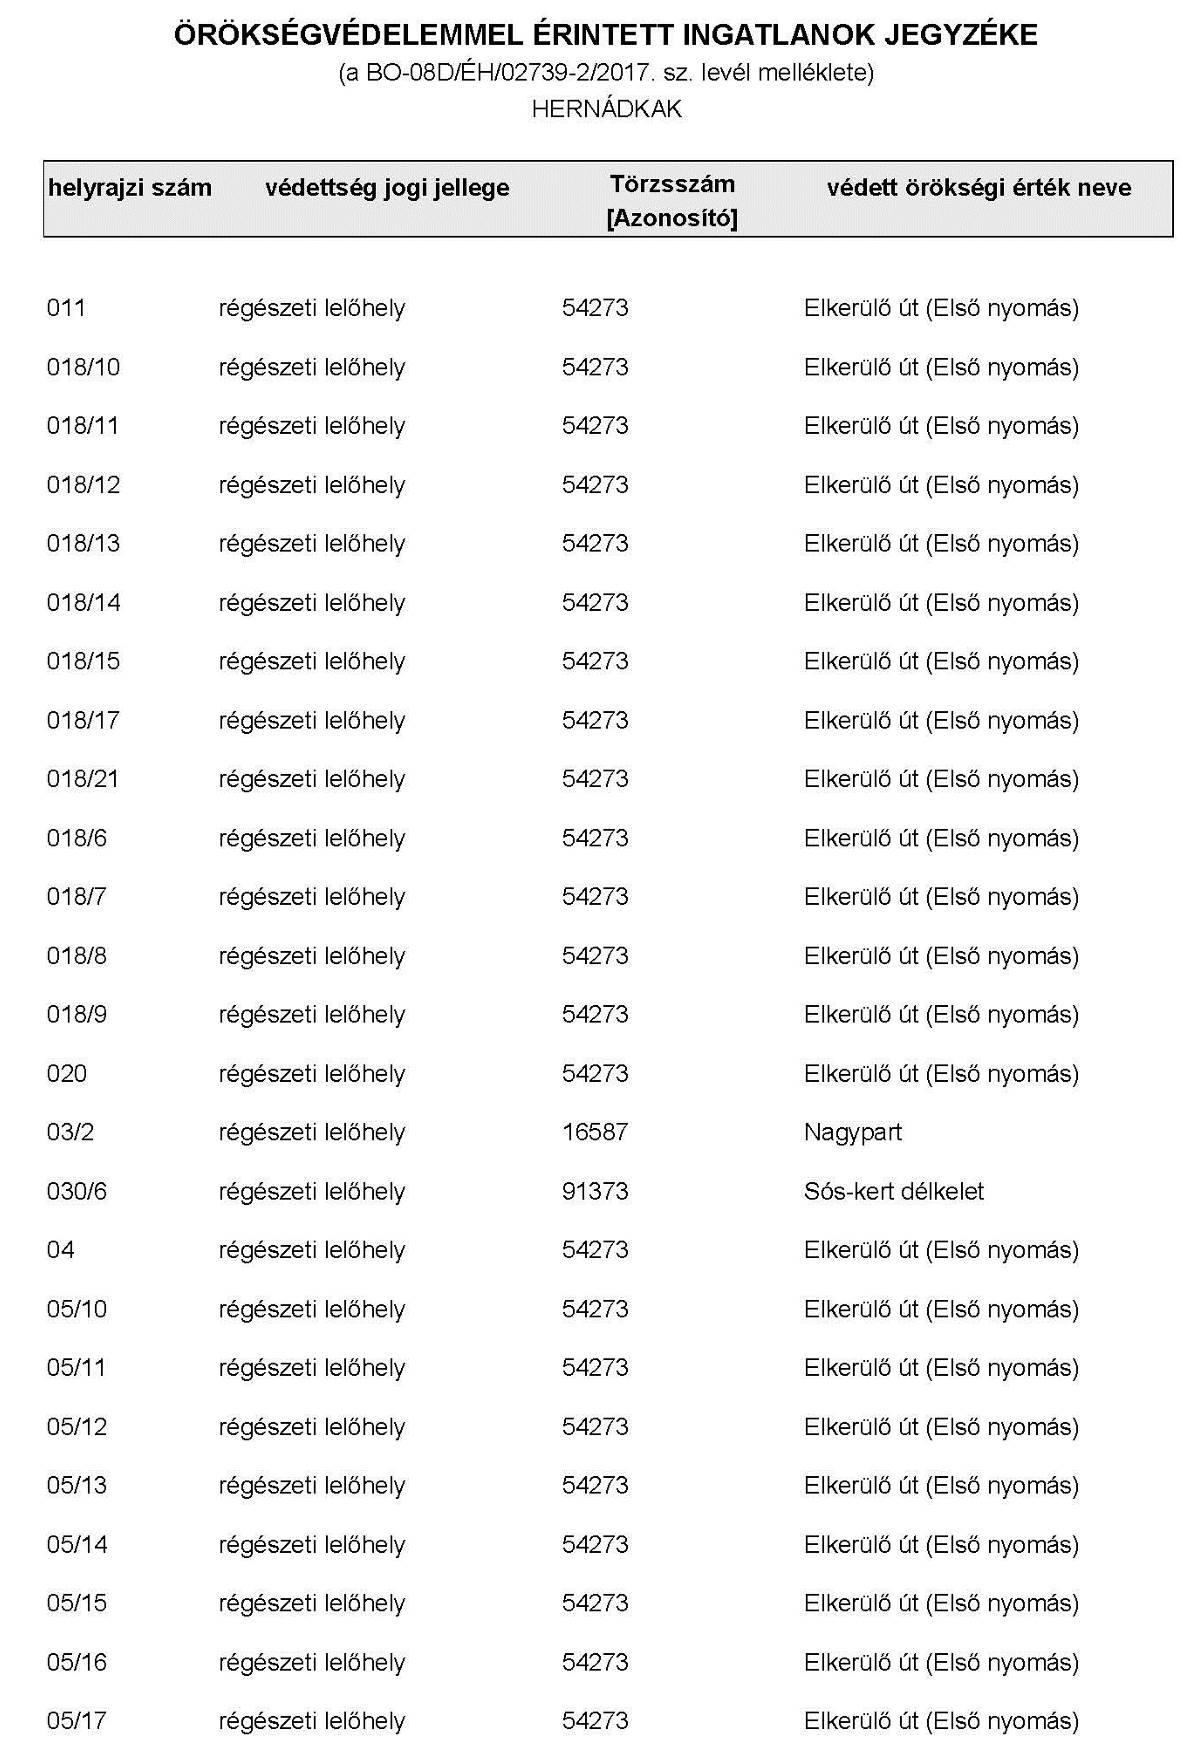 ÖRÖKSÉGVÉDELEMMEL ÉRINTETT INGATLANOK JEGYZÉKE
(a BO-08D/ÉH/02739-2/2017. sz. levél melléklete)
HERNÁDKAK
helyrajzi szám védettség jogi jellege Törzsszám [Azonosító] védett örökségi érték neve
011 régészeti lelőhely 54273 Elkerülő út (Első nyomás)
018/10 régészeti lelőhely 54273 Elkerülő út (Első nyomás)
018/11 régészeti lelőhely 54273 Elkerülő út (Első nyomás)
018/12 régészeti lelőhely 54273 Elkerülő út (Első nyomás)
018/13 régészeti lelőhely 54273 Elkerülő út (Első nyomás)
018/14 régészeti lelőhely 54273 Elkerülő út (Első nyomás)
018/15 régészeti lelőhely 54273 Elkerülő út (Első nyomás)
018/17 régészeti lelőhely 54273 Elkerülő út (Első nyomás)
018/21 régészeti lelőhely 54273 Elkerülő út (Első nyomás)
018/6 régészeti lelőhely 54273 Elkerülő út (Első nyomás)
018/7 régészeti lelőhely 54273 Elkerülő út (Első nyomás)
018/8 régészeti lelőhely 54273 Elkerülő út (Első nyomás)
018/9 régészeti lelőhely 54273 Elkerülő út (Első nyomás)
020 régészeti lelőhely 54273 Elkerülő út (Első nyomás)
03/2 régészeti lelőhely 16587 Nagypart
030/6 régészeti lelőhely 91373 Sós-kert délkelet
04 régészeti lelőhely 54273 Elkerülő út (Első nyomás)
05/10 régészeti lelőhely 54273 Elkerülő út (Első nyomás)
05/11 régészeti lelőhely 54273 Elkerülő út (Első nyomás)
05/12 régészeti lelőhely 54273 Elkerülő út (Első nyomás)
05/13 régészeti lelőhely 54273 Elkerülő út (Első nyomás)
05/14 régészeti lelőhely 54273 Elkerülő út (Első nyomás)
05/15 régészeti lelőhely 54273 Elkerülő út (Első nyomás)
05/16 régészeti lelőhely 54273 Elkerülő út (Első nyomás)
05/17 régészeti lelőhely 54273 Elkerülő út (Első nyomás)